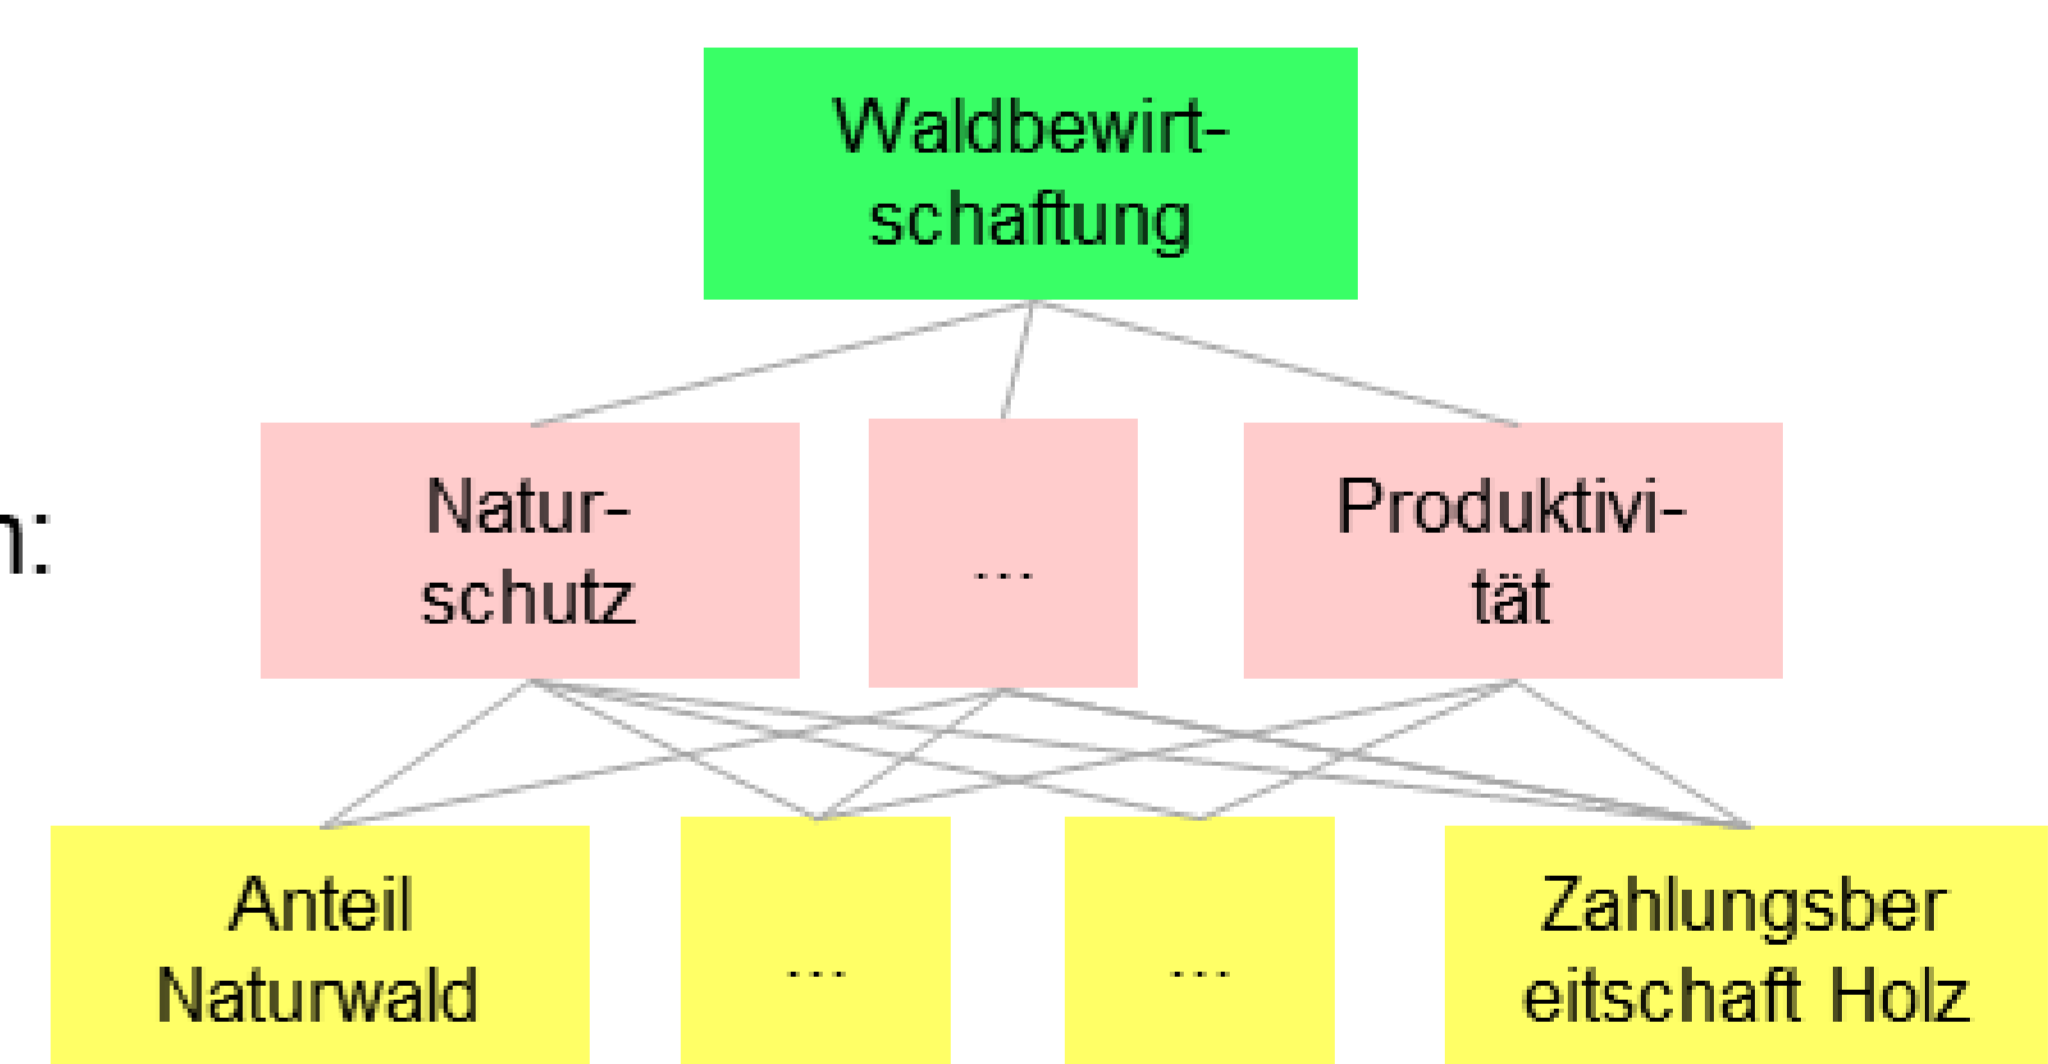 Waldbewirt-
schaftung
n:
Natur-
schutz
...
Produktivi-
tät
Anteil
Naturwald
...
...
Zahlungsber
eitschaft Holz